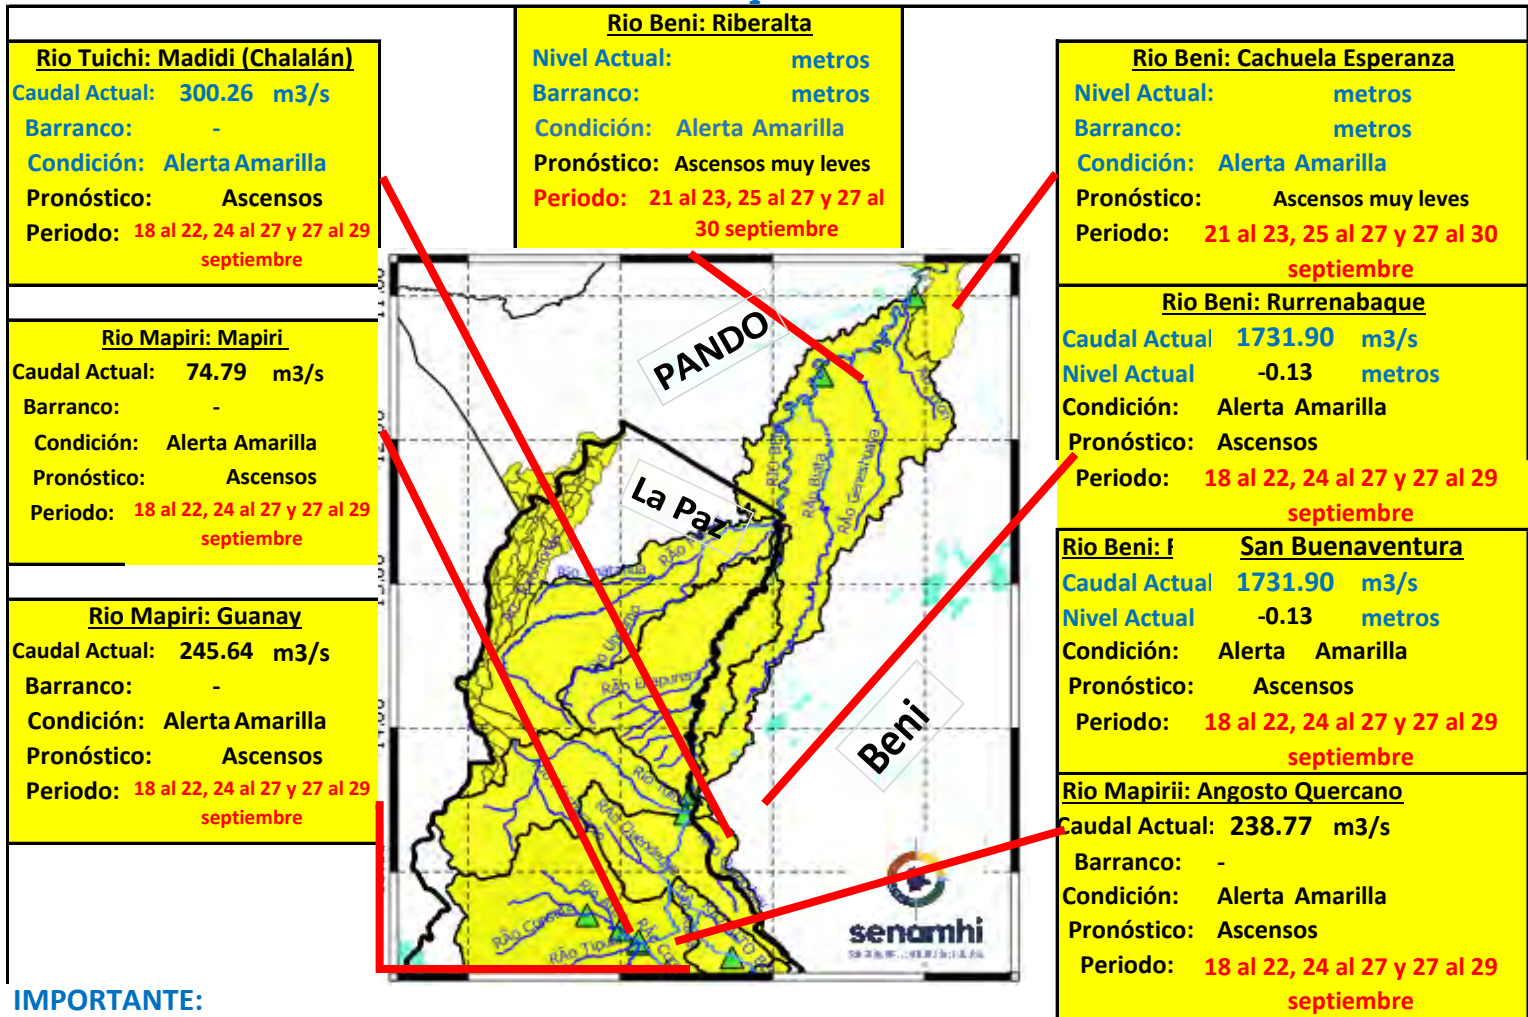 Rio Tuichi: Madidi (Chalalán)
Caudal Actual: 300.26 m3/s
Barranco: -
Condición: Alerta Amarilla
Pronóstico: Ascensos
Periodo: 18 al 22, 24 al 27 y 27 al 29
septiembre
Rio Mapiri: Mapiri
Caudal Actual: 74.79 m3/s
Barranco: -
Condición: Alerta Amarilla
Pronóstico: Ascensos
Periodo: 18 al 22, 24 al 27 y 27 al 29
septiembre
Rio Mapiri: Guanay
Caudal Actual: 245.64 m3/s
Barranco: -
Condición: Alerta Amarilla
Pronóstico: Ascensos
Periodo: 18 al 22, 24 al 27 y 27 al 29
septiembre
IMPORTANTE:
Rio Beni: Riberalta
Nivel Actual: metros
Barranco: metros
Condición: Alerta Amarilla
Pronóstico: Ascensos muy leves
Periodo: 21 al 23, 25 al 27 y 27 al
30 septiembre
PANDO
La Paz
Beni
RÃo Biata
RÃo Geneshuaya
senamhi
Rio Beni: Cachuela Esperanza
Nivel Actual: metros
Barranco: metros
Condición: Alerta Amarilla
Pronóstico: Ascensos muy leves
Periodo: 21 al 23, 25 al 27 y 27 al 30
septiembre
Rio Beni: Rurrenabaque
Caudal Actual 1731.90 m3/s
Nivel Actual -0.13 metros
Condición: Alerta Amarilla
Pronóstico: Ascensos
Periodo: 18 al 22, 24 al 27 y 27 al 29
septiembre
Rio Beni: San Buenaventura
Caudal Actual 1731.90 m3/s
Nivel Actual -0.13 metros
Condición: Alerta Amarilla
Pronóstico: Ascensos
Periodo: 18 al 22, 24 al 27 y 27 al 29
septiembre
Rio Mapirii: Angosto Quercano
Caudal Actual: 238.77 m3/s
Barranco: -
Condición: Alerta Amarilla
Pronóstico: Ascensos
Periodo: 18 al 22, 24 al 27 y 27 al 29
septiembre